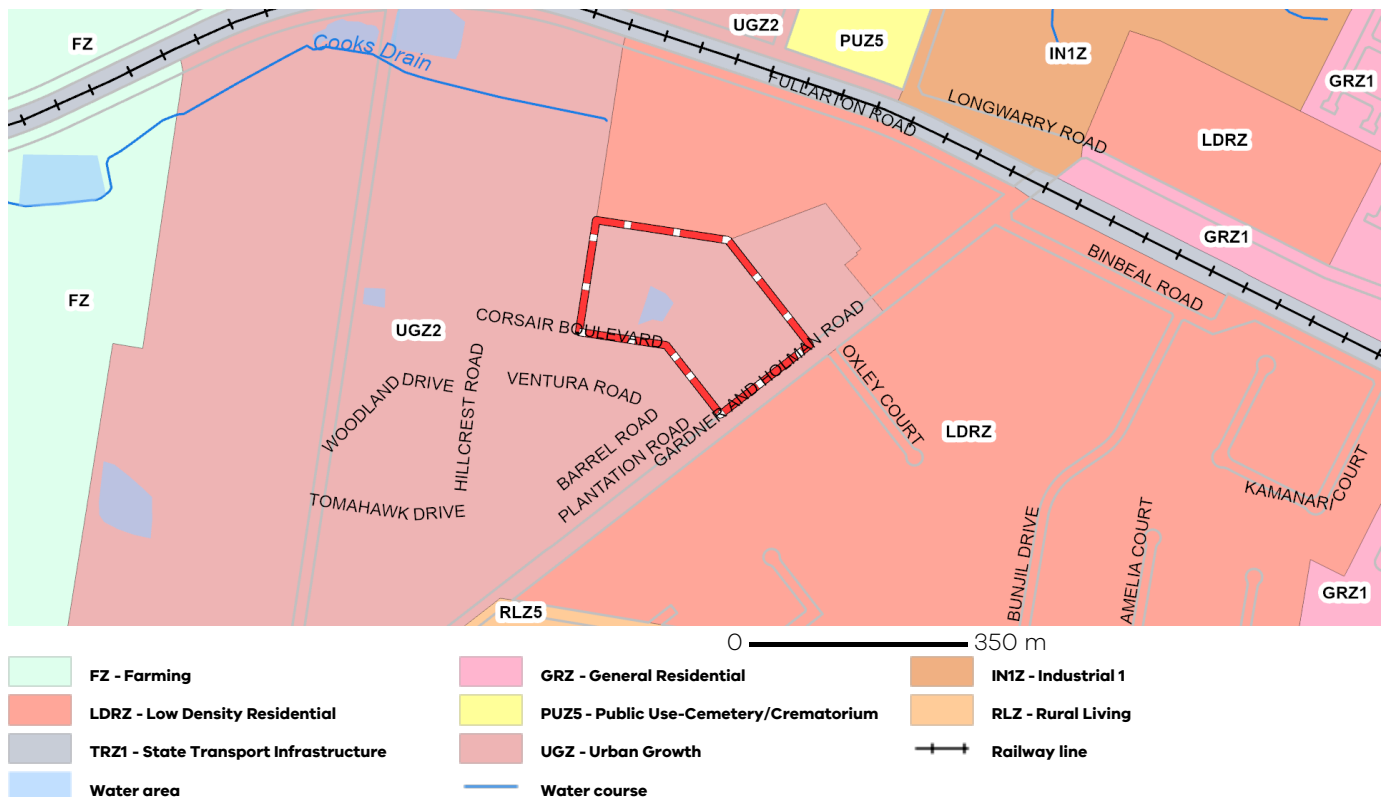 FZ
UGZ2
PUZ5
IN1Z
GRZ1
Cooks Drain
FULLARTON ROAD
LONGWARRY ROAD
LDRZ
GRZ1
BINBEAL ROAD
FZ
UGZ2
CORSAIR BOULEVARD
GARDNER AND HOLMAN ROAD
OXLEY COURT
WOODLAND DRIVE
HILLCREST ROAD
VENTURA ROAD
BARREL ROAD
PLANTATION ROAD
LDRZ
TOMAHAWK DRIVE
KAMANARI COURT
BUNJIL DRIVE
AMELIA COURT
RLZ5
GRZ1
0 350 m
FZ - Farming
GRZ - General Residential
IN1Z - Industrial 1
LDRZ - Low Density Residential
PUZ5 - Public Use-Cemetery/Crematorium
RLZ - Rural Living
TRZ1 - State Transport Infrastructure
UGZ - Urban Growth
Railway line
Water area
Water course